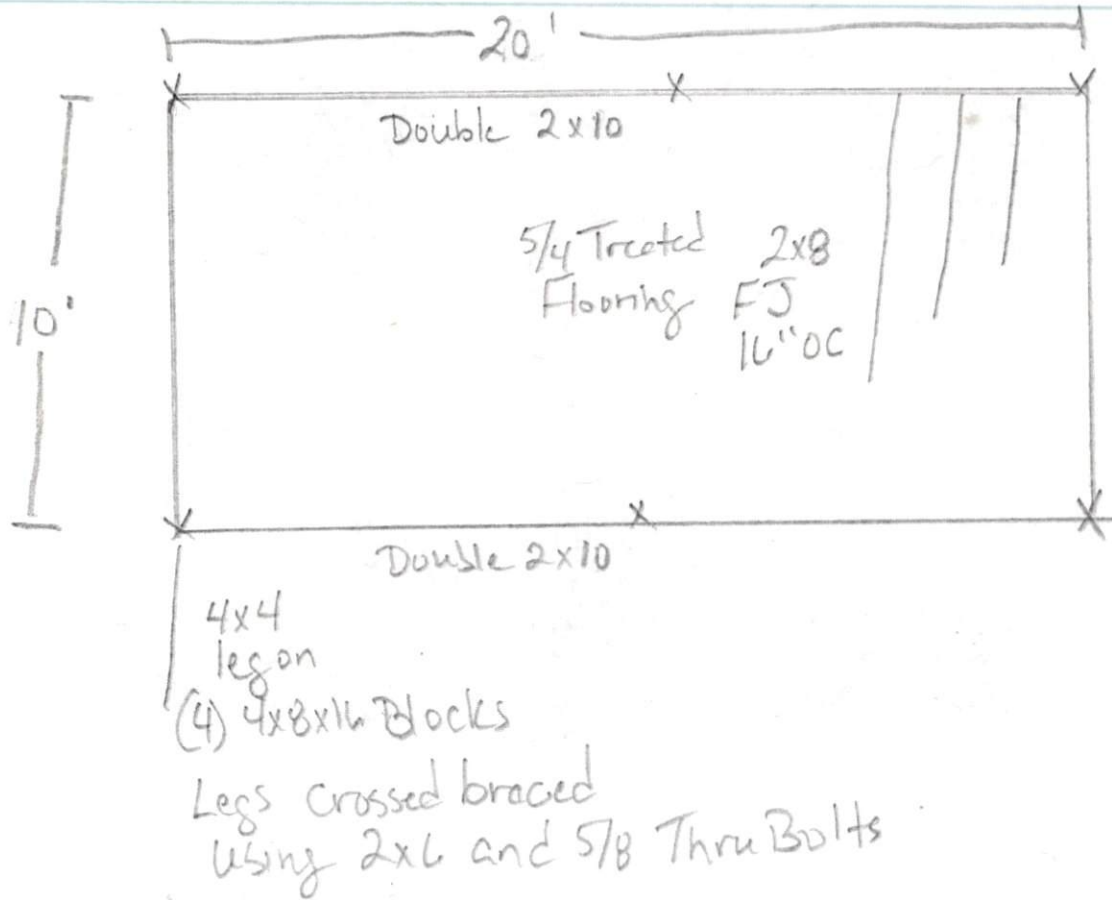 20'
Double 2x10
5/4 Treated 2x8
Flooring FJ
16" OC
10'
Double 2x10
4x4
leg on
(4) 4x8x16 Blocks
Legs crossed braced
using 2x6 and 5/8 Thru Bolts